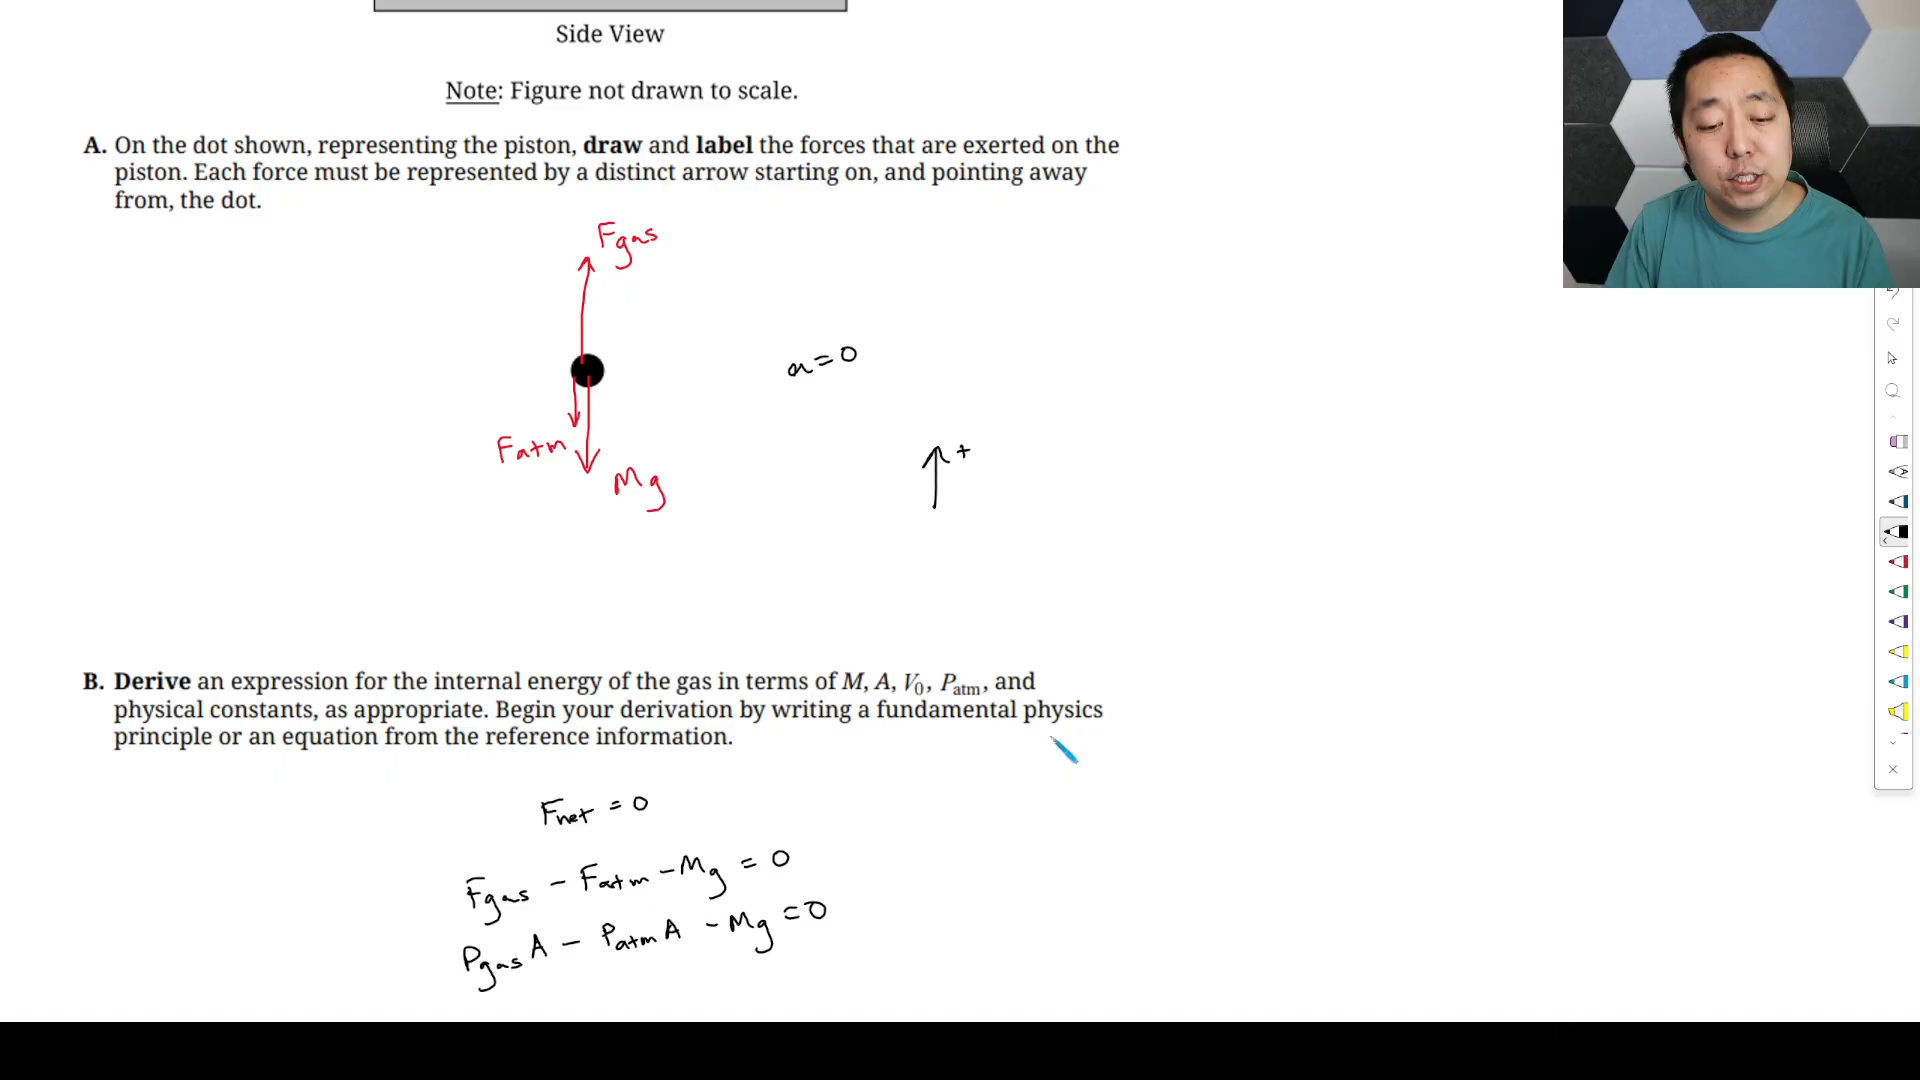 Side View
Note: Figure not drawn to scale.
A. On the dot shown, representing the piston, draw and label the forces that are exerted on the
piston. Each force must be represented by a distinct arrow starting on, and pointing away
from, the dot.
Fgas
a=0
Fatm
+
Mg
B. Derive an expression for the internal energy of the gas in terms of M, A, V₀, Patm, and
physical constants, as appropriate. Begin your derivation by writing a fundamental physics
principle or an equation from the reference information.
Fnet = 0
Fgas - Fatm - Mg = 0
PgasA - PatmA - Mg = 0